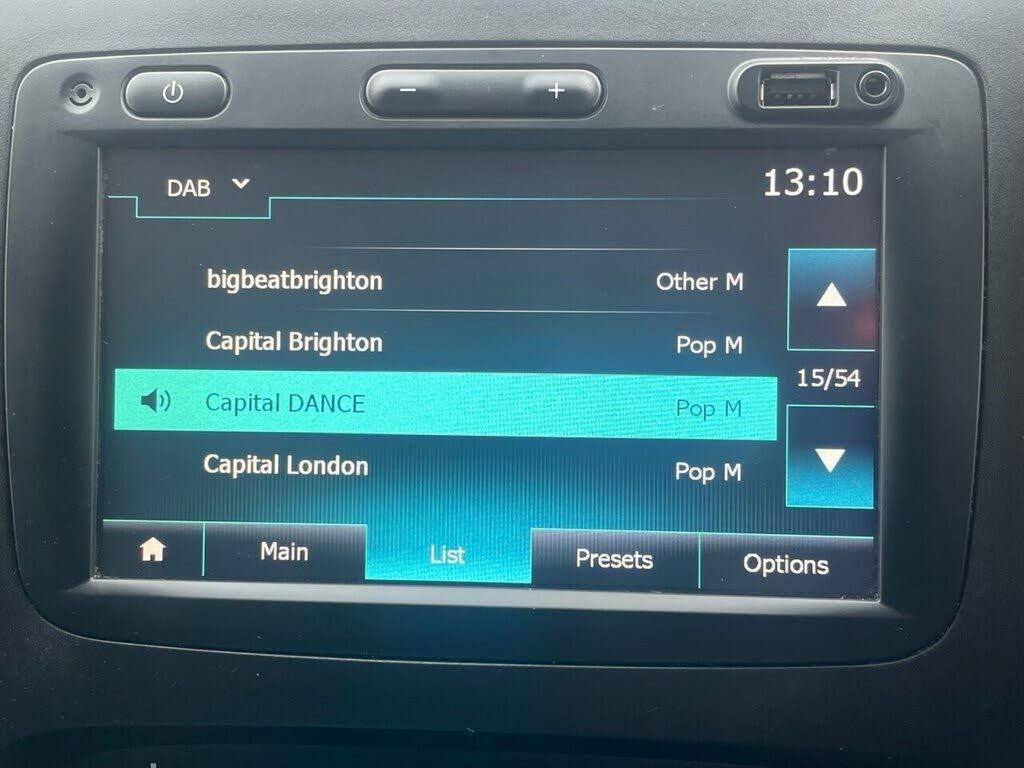 DAB
13:10
bigbeatbrighton Other M
Capital Brighton Pop M
Capital DANCE Pop M
15/54
Capital London Pop M
Main List Presets Options